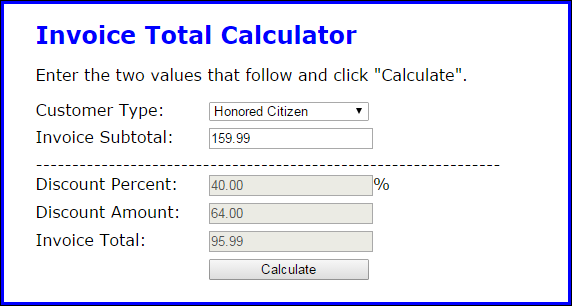 Invoice Total Calculator
Enter the two values that follow and click "Calculate".
Customer Type: Honored Citizen
Invoice Subtotal: 159.99
----------------------------------------------------------------
Discount Percent: 40.00 %
Discount Amount: 64.00
Invoice Total: 95.99
Calculate